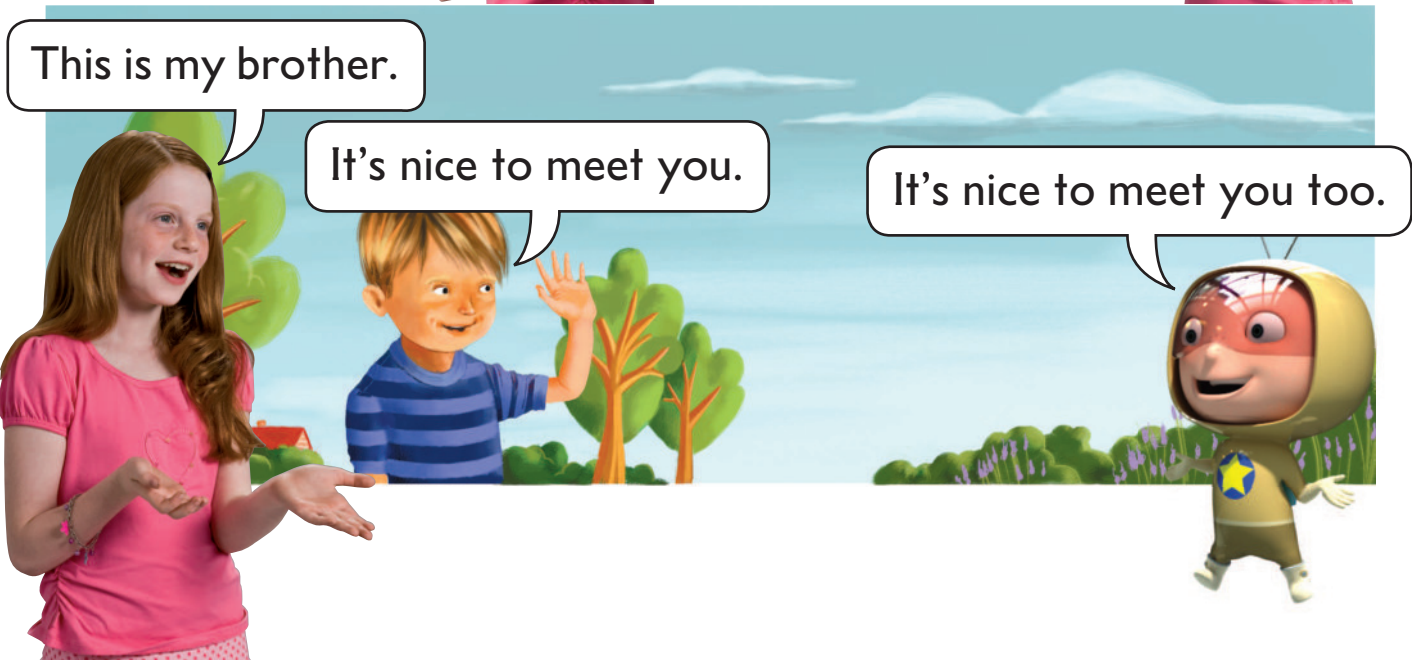 This is my brother.
It's nice to meet you.
It's nice to meet you too.